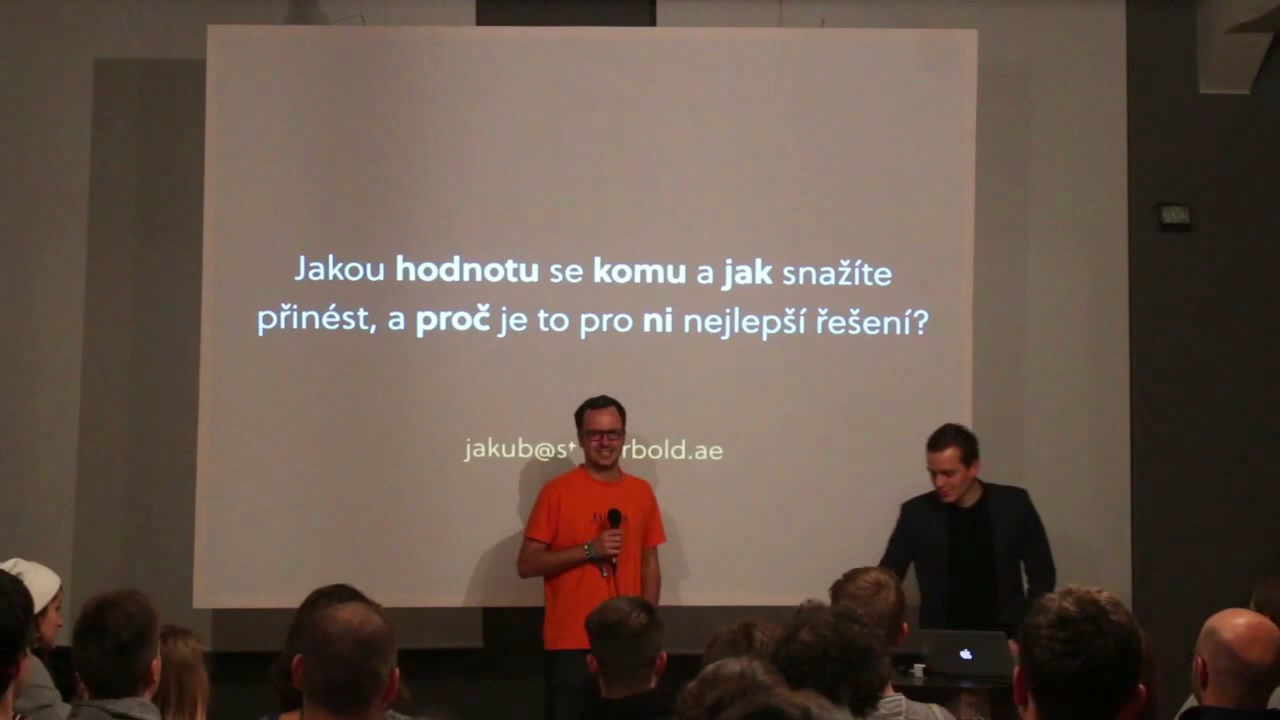 Jakou hodnotu se komu a jak snažíte
přinést, a proč je to pro ni nejlepší řešení?